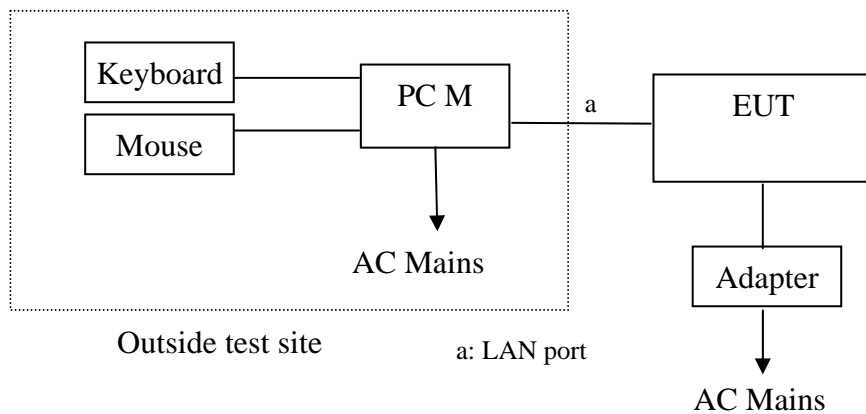 Keyboard
Mouse
PC M
a
EUT
AC Mains
Adapter
Outside test site
a: LAN port
AC Mains